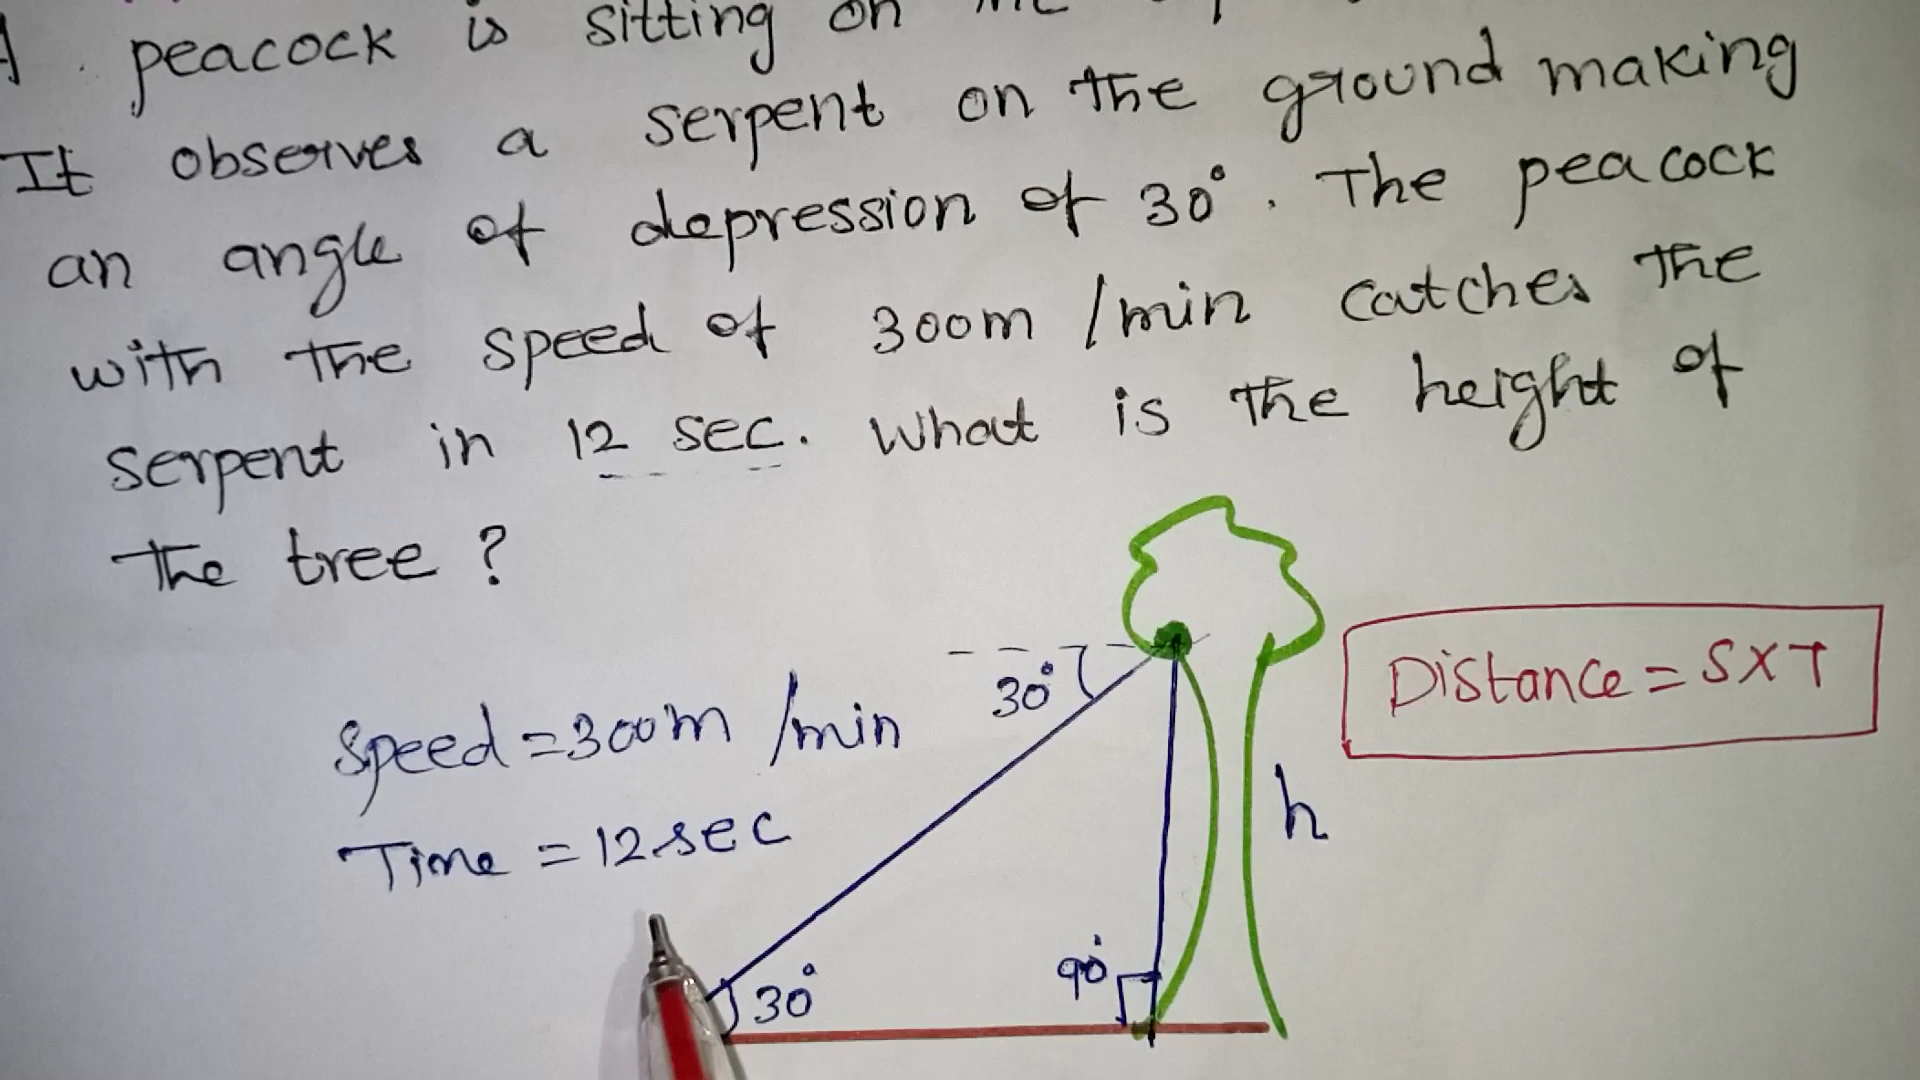 A peacock is sitting on the
It observes a serpent on the ground making
an angle of depression of 30°. The peacock
with the speed of 300m /min catches the
serpent in 12 sec. What is the height of
the tree ?
Distance = S X T
30°
Speed = 300m /min
Time = 12 sec
h
90°
30°